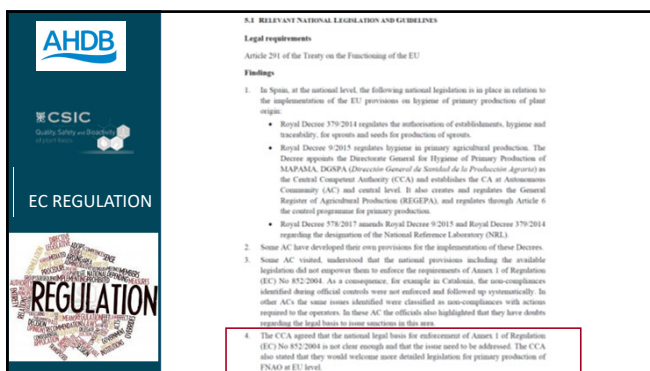 AHDB
CSIC
Quality, Safety and Bioactivity
of plant foods
EC REGULATION
REGULATION
5.1 RELEVANT NATIONAL LEGISLATION AND GUIDELINES
Legal requirements
Article 291 of the Treaty on the Functioning of the EU
Findings
1. In Spain, at the national level, the following national legislation is in place in relation to
the implementation of the EU provisions on hygiene of primary production of plant
origin:
• Royal Decree 379/2014 regulates the authorisation of establishments, hygiene and
traceability, for sprouts and seeds for production of sprouts.
• Royal Decree 9/2015 regulates hygiene in primary agricultural production. The
Decree appoints the Directorate General for Hygiene of Primary Production of
MAPAMA, DGSPA (Dirección General de Sanidad de la Producción Agraria) as
the Central Competent Authority (CCA) and establishes the CA at Autonomous
Community (AC) and central level. It also creates and regulates the General
Register of Agricultural Production (REGEPA), and regulates through Article 6
the control programme for primary production.
• Royal Decree 578/2017 amends Royal Decree 9/2015 and Royal Decree 379/2014
regarding the designation of the National Reference Laboratory (NRL).
2. Some AC have developed their own provisions for the implementation of these Decrees.
3. Some AC visited, understood that the national provisions including the available
legislation did not empower them to enforce the requirements of Annex 1 of Regulation
(EC) No 852/2004. As a consequence, for example in Catalonia, the non-compliances
identified during official controls were not enforced and followed up systematically. In
other ACs the same issues identified were classified as non-compliances with actions
required to the operators. In these AC the officials also highlighted that they have doubts
regarding the legal basis to issue sanctions in this area.
4. The CCA agreed that the national legal basis for enforcement of Annex 1 of Regulation
(EC) No 852/2004 is not clear enough and that the issue need to be addressed. The CCA
also stated that they would welcome more detailed legislation for primary production of
FNAO at EU level.